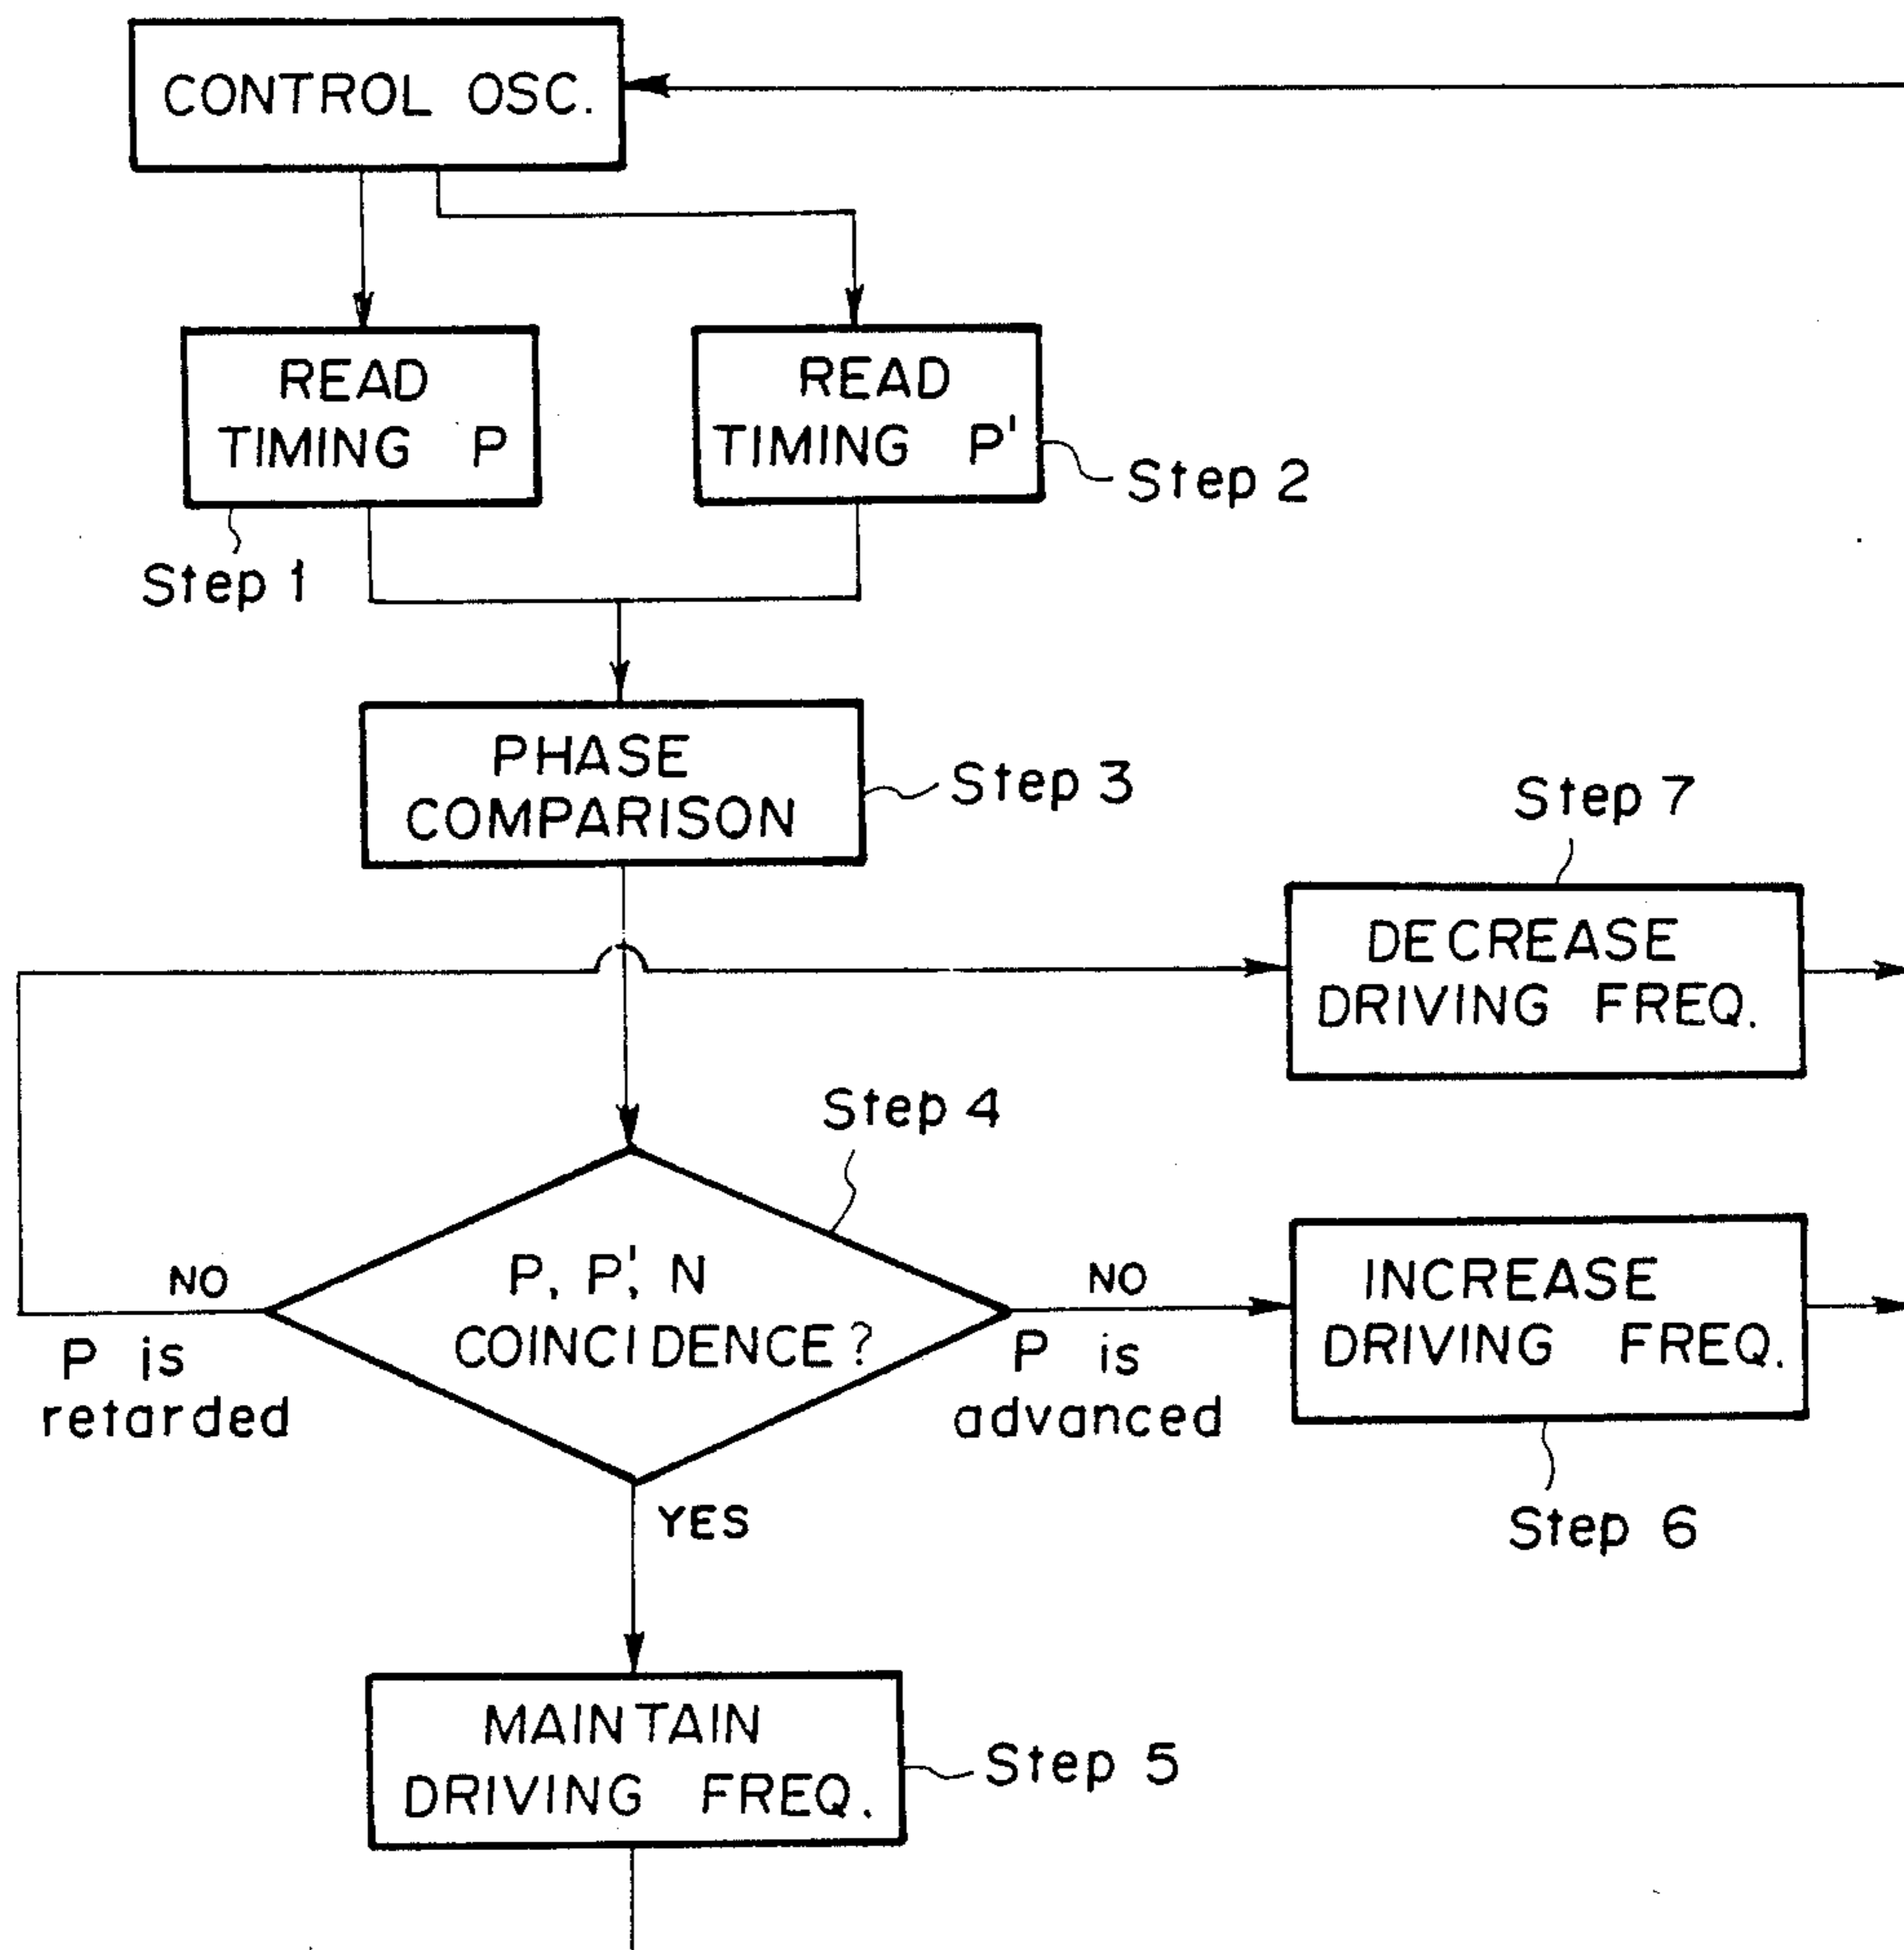 CONTROL OSC.
READ
TIMING P
READ
TIMING P'
Step 2
Step 1
PHASE
COMPARISON
Step 3
Step 7
DECREASE
DRIVING FREQ.
Step 4
NO
P is
retarded
P, P', N
COINCIDENCE?
NO
P is
advanced
INCREASE
DRIVING FREQ.
Step 6
YES
MAINTAIN
DRIVING FREQ.
Step 5